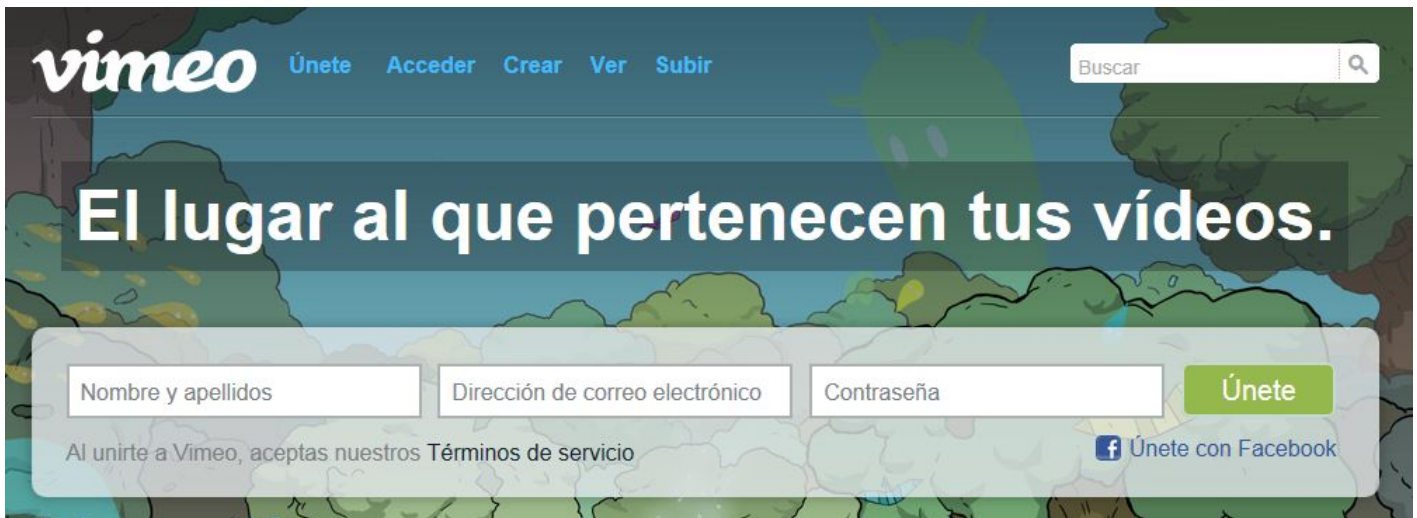 vimeo Únete Acceder Crear Ver Subir Buscar
El lugar al que pertenecen tus vídeos.
Nombre y apellidos Dirección de correo electrónico Contraseña Únete
Al unirte a Vimeo, aceptas nuestros Términos de servicio f Únete con Facebook